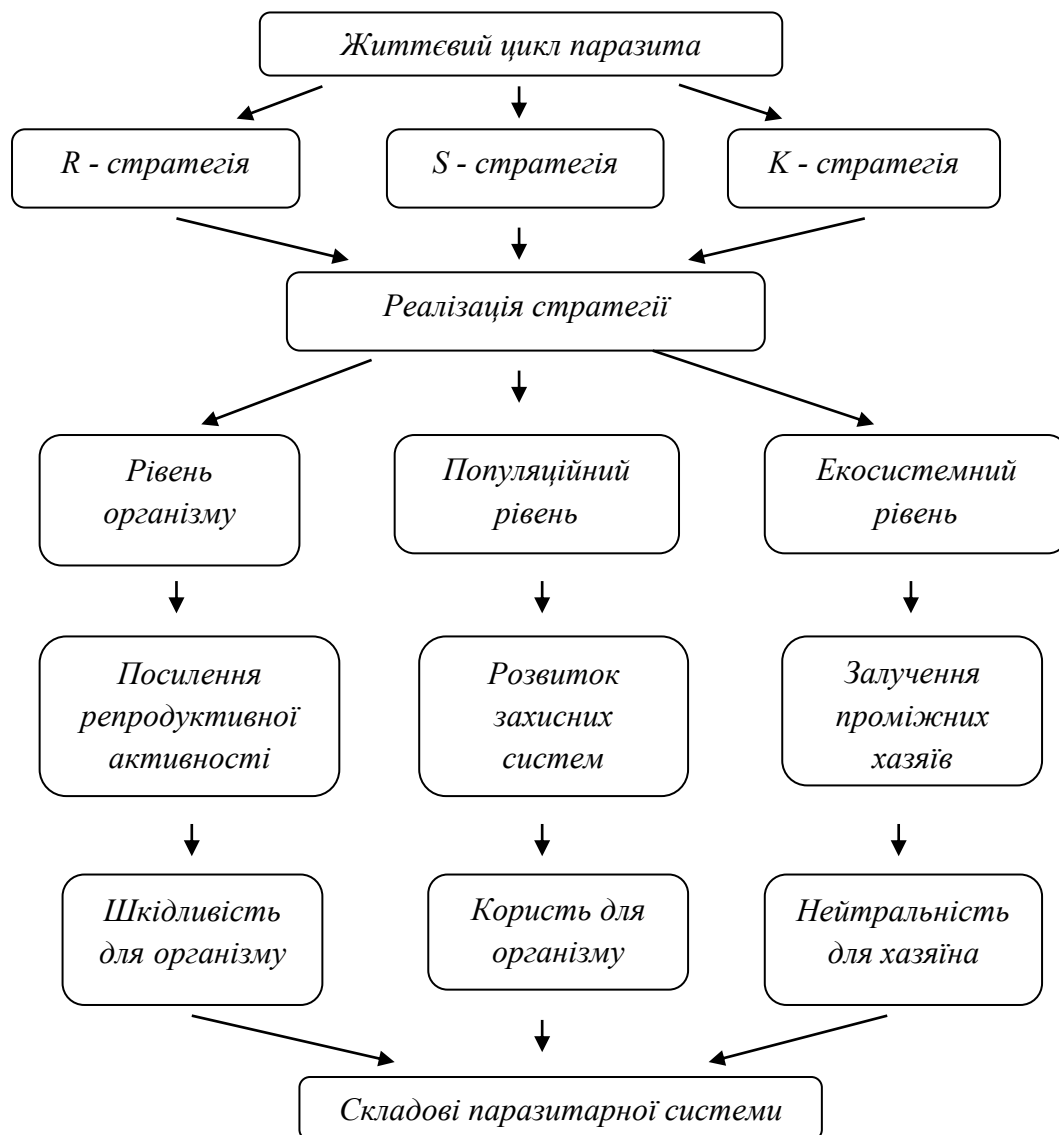 Життєвий цикл паразита
R - стратегія
S - стратегія
K - стратегія
Реалізація стратегії
Рівень
організму
Популяційний
рівень
Екосистемний
рівень
Посилення
репродуктивної
активності
Розвиток
захисних
систем
Залучення
проміжних
хазяїв
Шкідливість
для організму
Користь для
організму
Нейтральність
для хазяїна
Складові паразитарної системи